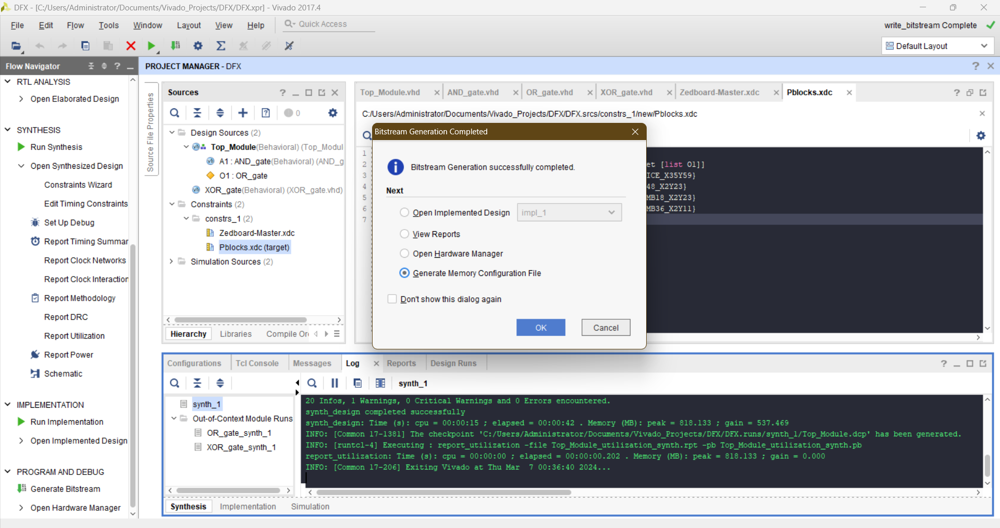 DFX - [C:/Users/Administrator/Documents/Vivado_Projects/DFX/DFX.xpr] - Vivado 2017.4
File Edit Flow Tools Window Layout View Help Quick Access
write_bitstream Complete
Default Layout
Flow Navigator
PROJECT MANAGER - DFX
RTL ANALYSIS
Open Elaborated Design
SYNTHESIS
Run Synthesis
Open Synthesized Design
Constraints Wizard
Edit Timing Constraints
Set Up Debug
Report Timing Summar
Report Clock Networks
Report Clock Interaction
Report Methodology
Report DRC
Report Utilization
Report Power
Schematic
IMPLEMENTATION
Run Implementation
Open Implemented Design
PROGRAM AND DEBUG
Generate Bitstream
Open Hardware Manager
Source File Properties
Sources
0
Design Sources (2)
Top_Module(Behavioral) (Top_Modul
A1 : AND_gate(Behavioral) (AND_g
O1 : OR_gate
XOR_gate(Behavioral) (XOR_gate.vhd)
Constraints (2)
constrs_1 (2)
Zedboard-Master.xdc
Pblocks.xdc (target)
Simulation Sources (2)
Hierarchy Libraries Compile Or
Top_Module.vhd AND_gate.vhd OR_gate.vhd XOR_gate.vhd Zedboard-Master.xdc Pblocks.xdc
C:/Users/Administrator/Documents/Vivado_Projects/DFX/DFX.srcs/constrs_1/new/Pblocks.xdc
1
2 et [list O1]]
3 ICE_X35Y59}
4 48_X2Y23}
5 MB18_X2Y23}
6 MB36_X2Y11}
7
Bitstream Generation Completed
Bitstream Generation successfully completed.
Next
Open Implemented Design impl_1
View Reports
Open Hardware Manager
Generate Memory Configuration File
Don't show this dialog again
OK Cancel
Configurations Tcl Console Messages Log Reports Design Runs
synth_1
synth_1
Out-of-Context Module Runs
OR_gate_synth_1
XOR_gate_synth_1
20 Infos, 1 Warnings, 0 Critical Warnings and 0 Errors encountered.
synth_design completed successfully
synth_design: Time (s): cpu = 00:00:15 ; elapsed = 00:00:42 . Memory (MB): peak = 818.133 ; gain = 537.469
INFO: [Common 17-1381] The checkpoint 'C:/Users/Administrator/Documents/Vivado_Projects/DFX/DFX.runs/synth_1/Top_Module.dcp' has been generated.
INFO: [runtcl-4] Executing : report_utilization -file Top_Module_utilization_synth.rpt -pb Top_Module_utilization_synth.pb
report_utilization: Time (s): cpu = 00:00:00 ; elapsed = 00:00:00.202 . Memory (MB): peak = 818.133 ; gain = 0.000
INFO: [Common 17-206] Exiting Vivado at Thu Mar  7 00:36:40 2024...
Synthesis Implementation Simulation